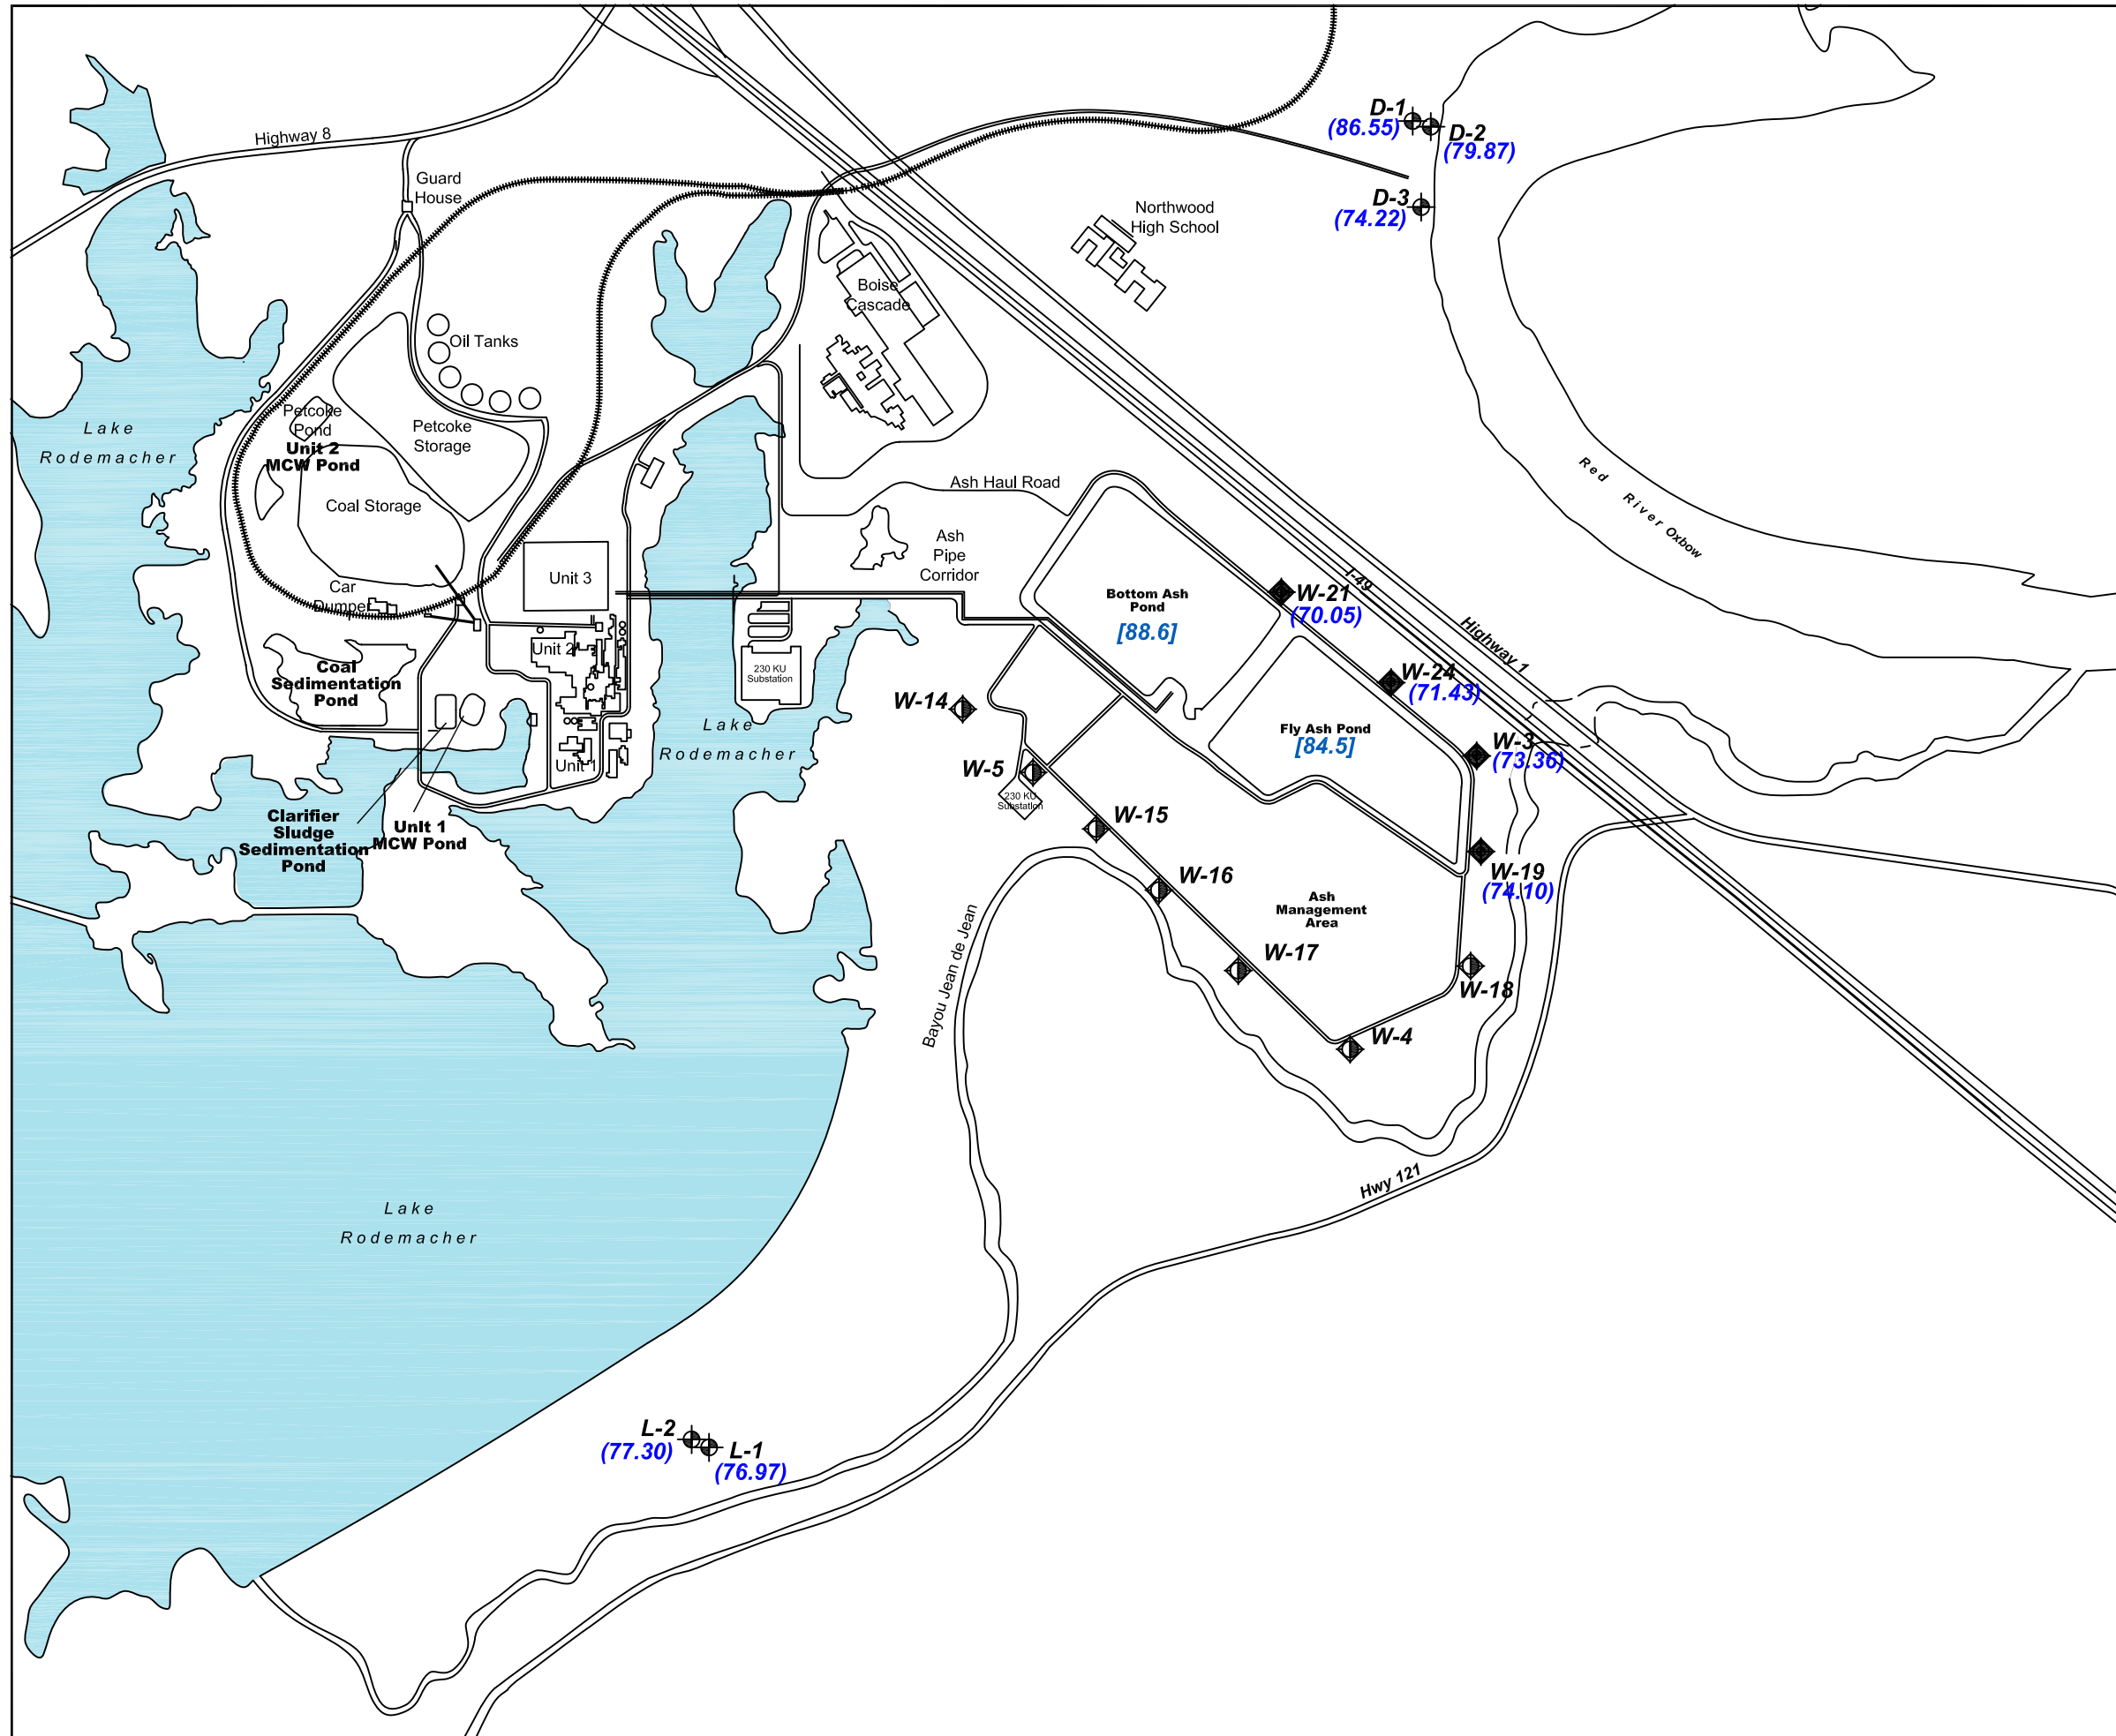 D-1
(86.55)
D-2
(79.87)
Highway 8
Guard
House
D-3
(74.22)
Northwood
High School
Boise
Cascade
Oil Tanks
Petcoke
Pond
Petcoke
Storage
Lake
Rodemacher
Unit 2
MCW Pond
Coal Storage
Ash Haul Road
Red River Oxbow
Ash
Pipe
Corridor
Unit 3
Car
Dumper
I-49
Highway 1
Bottom Ash
Pond
[88.6]
W-21
(70.05)
Unit 2
Coal
Sedimentation
Pond
230 KU
Substation
W-14
W-24
(71.43)
Lake
Rodemacher
Fly Ash Pond
[84.5]
W-3
(73.36)
Unit 1
W-5
230 KU
Substation
Clarifier
Sludge
Sedimentation
Pond
Unit 1
MCW Pond
W-15
W-16
W-19
(74.10)
Ash
Management
Area
Bayou Jean de Jean
W-17
W-18
W-4
Hwy 121
Lake
Rodemacher
L-2
(77.30)
L-1
(76.97)